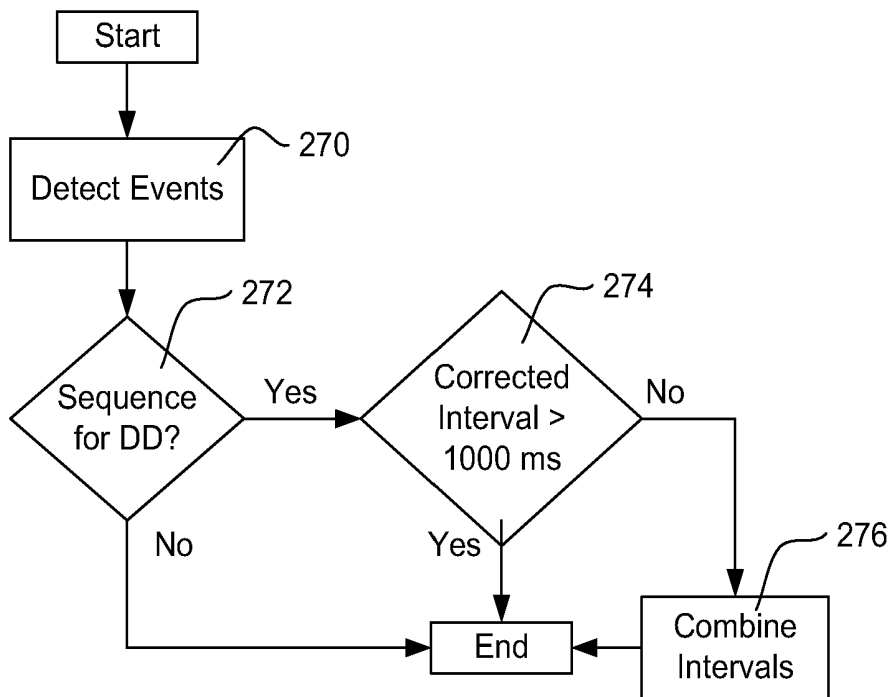 Start
270
Detect Events
272
Sequence
for DD?
Yes
274
Corrected
Interval >
1000 ms
No
No
Yes
276
End
Combine
Intervals